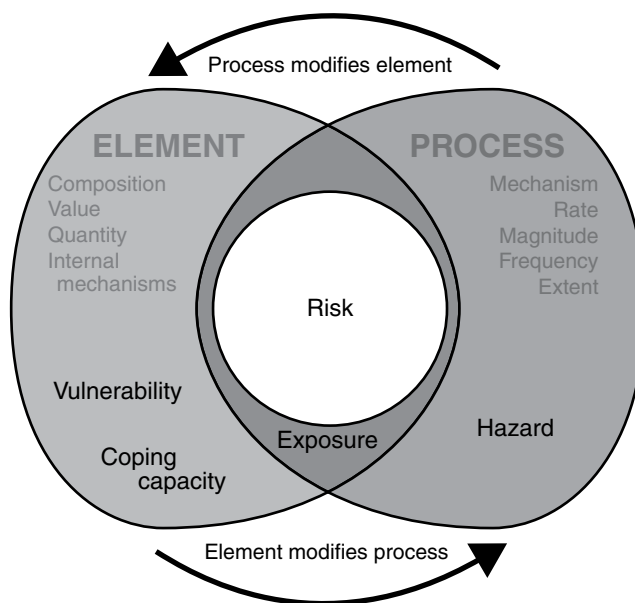 Process modifies element
ELEMENT
Composition
Value
Quantity
Internal
mechanisms
PROCESS
Mechanism
Rate
Magnitude
Frequency
Extent
Risk
Vulnerability
Coping
capacity
Exposure
Hazard
Element modifies process